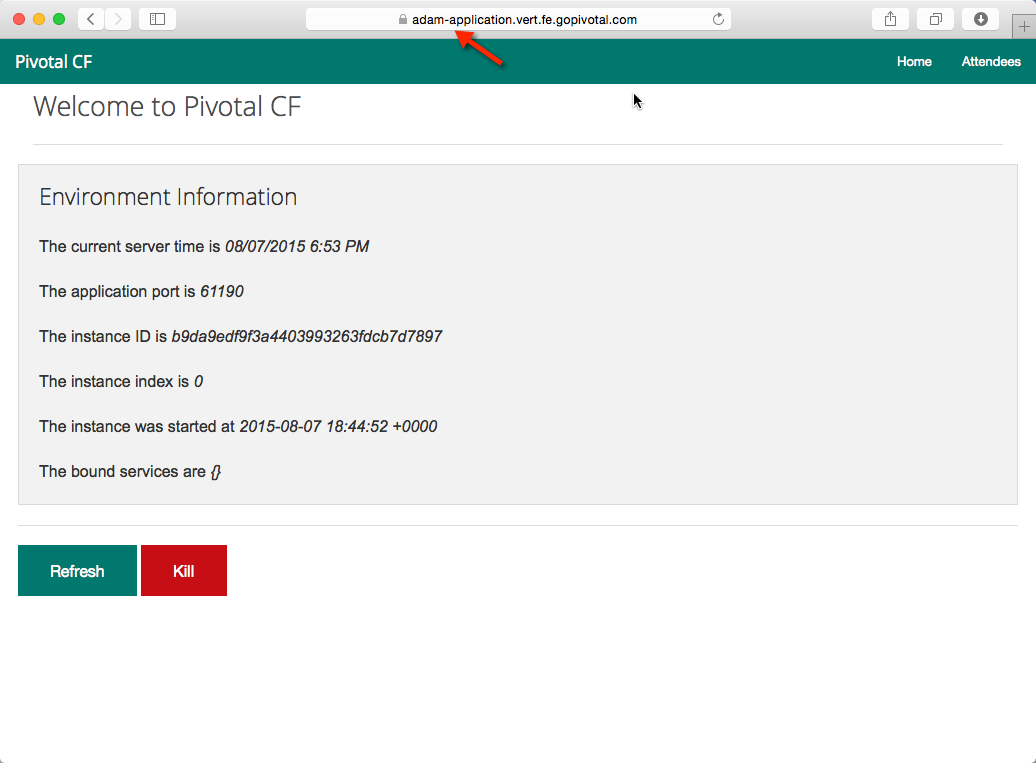 adam-application.vert.fe.gopivotal.com
Pivotal CF
Home
Attendees
Welcome to Pivotal CF
Environment Information
The current server time is 08/07/2015 6:53 PM
The application port is 61190
The instance ID is b9da9edf9f3a4403993263fdcb7d7897
The instance index is 0
The instance was started at 2015-08-07 18:44:52 +0000
The bound services are {}
Refresh
Kill